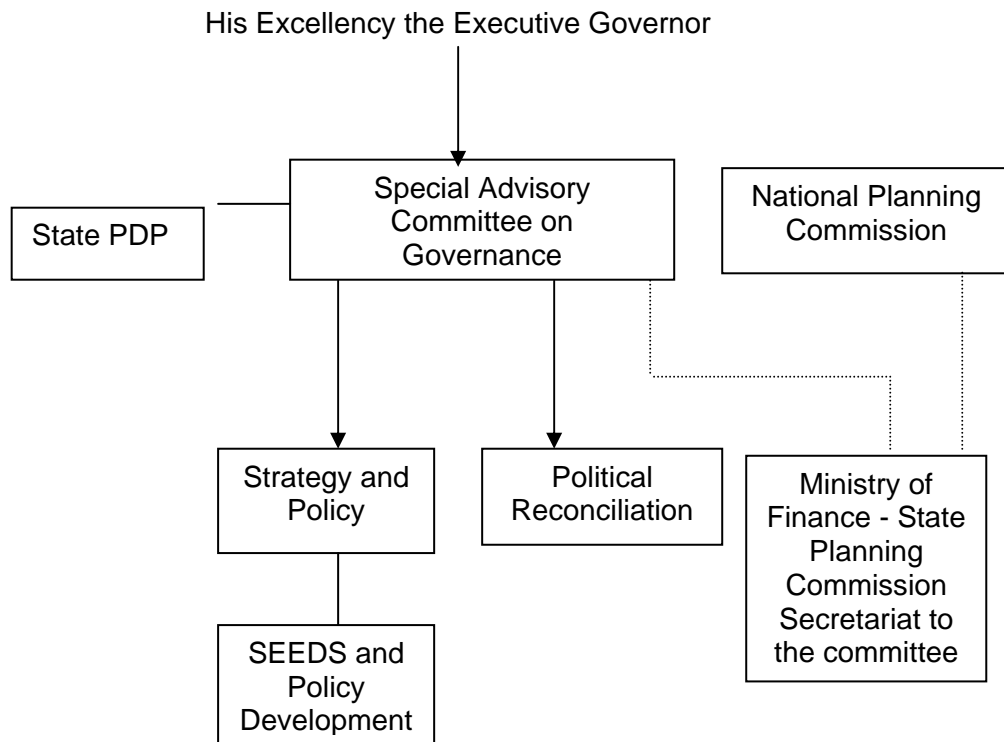 His Excellency the Executive Governor
Special Advisory
Committee on
Governance
National Planning
Commission
State PDP
Strategy and
Policy
Political
Reconciliation
Ministry of
Finance - State
Planning
Commission
Secretariat to
the committee
SEEDS and
Policy
Development